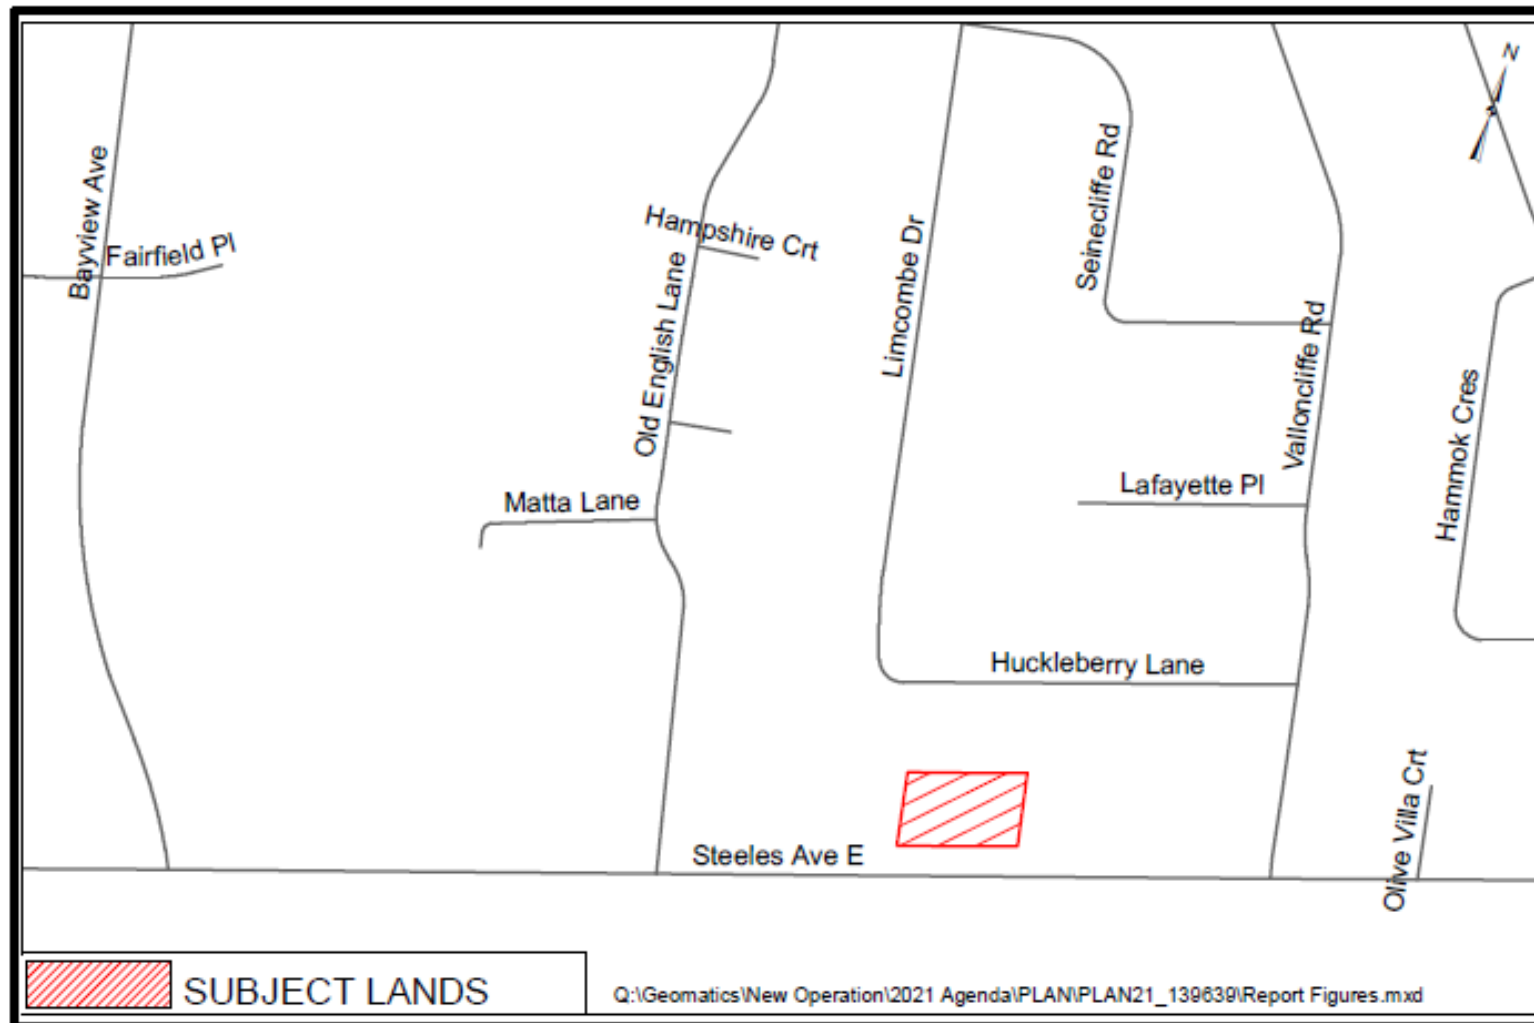 N
Bayview Ave
Fairfield Pl
Hampshire Crt
Old English Lane
Limcombe Dr
Seinecliffe Rd
Valloncliffe Rd
Hammok Cres
Matta Lane
Lafayette Pl
Huckleberry Lane
Olive Villa Crt
Steeles Ave E
SUBJECT LANDS
Q:\Geomatics\New Operation\2021 Agenda\PLAN\PLAN21_139639\Report Figures.mxd